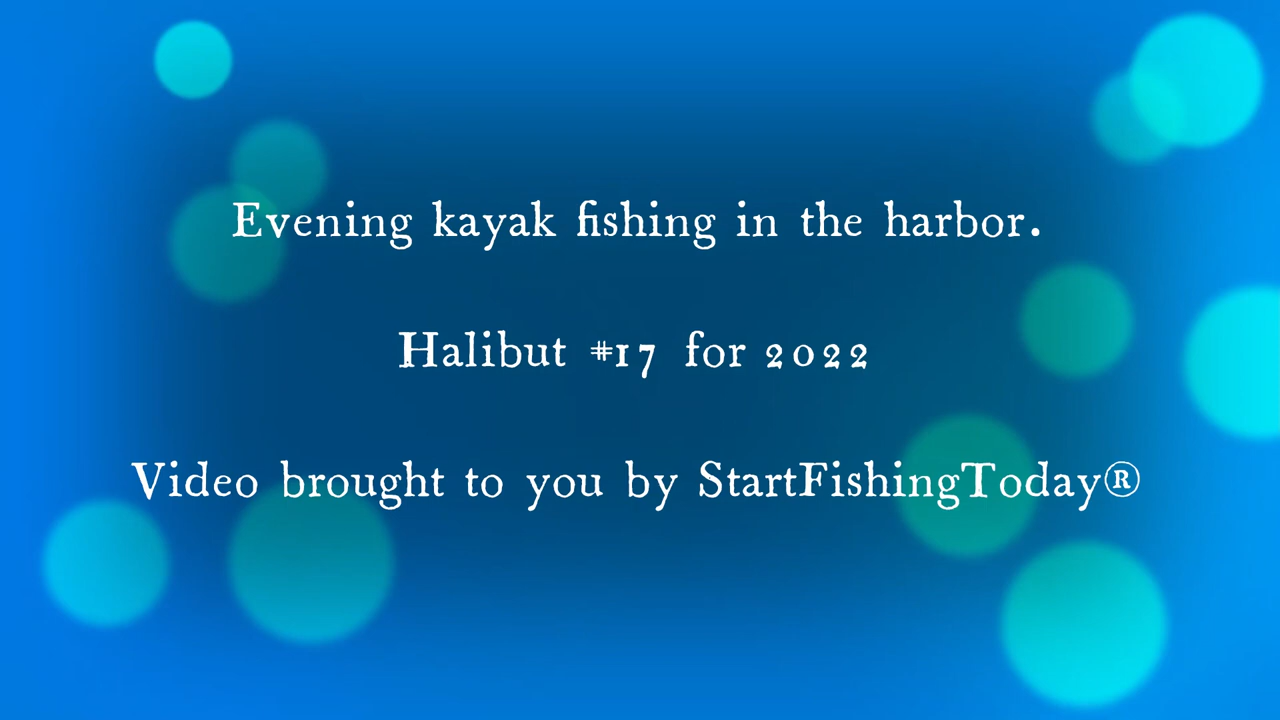 Evening kayak fishing in the harbor.
Halibut #17 for 2022
Video brought to you by StartFishingToday®